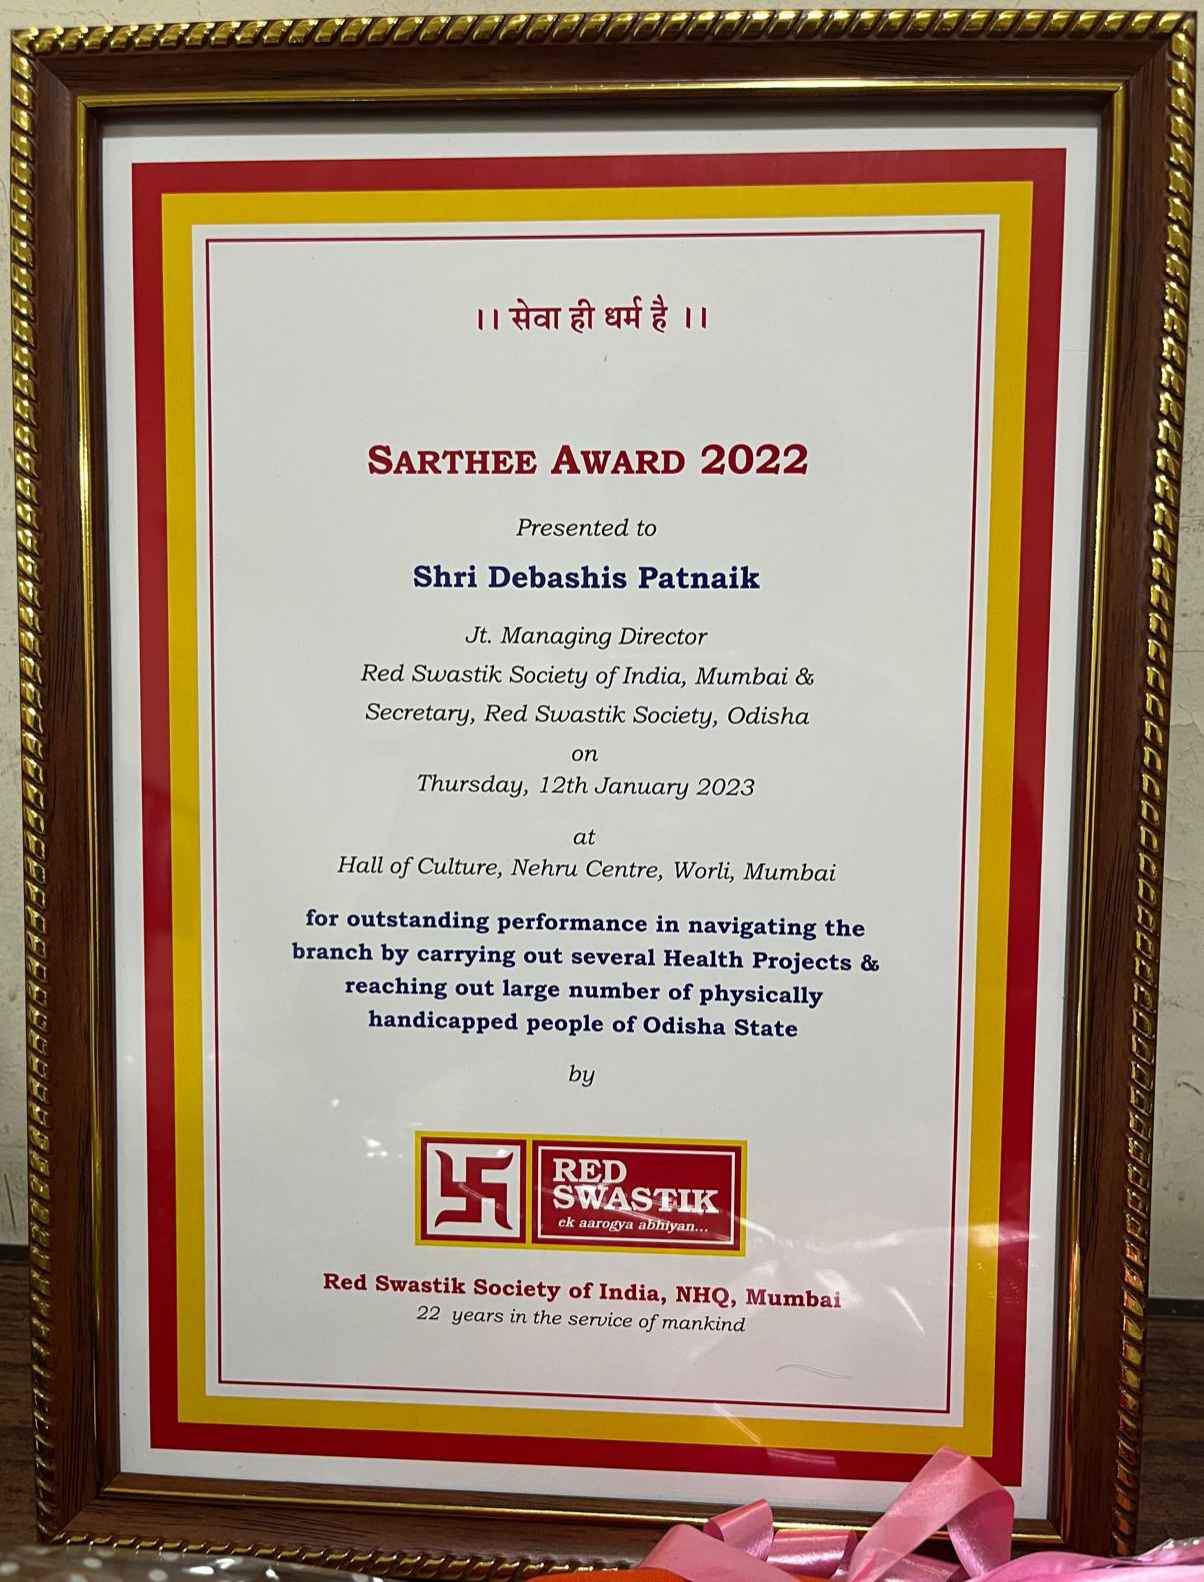 ।। सेवा ही धर्म है ।।
SARTHEE AWARD 2022
Presented to
Shri Debashis Patnaik
Jt. Managing Director
Red Swastik Society of India, Mumbai &
Secretary, Red Swastik Society, Odisha
on
Thursday, 12th January 2023
at
Hall of Culture, Nehru Centre, Worli, Mumbai
for outstanding performance in navigating the
branch by carrying out several Health Projects &
reaching out large number of physically
handicapped people of Odisha State
by
RED
SWASTIK
ek aarogya abhiyan...
Red Swastik Society of India, NHQ, Mumbai
22 years in the service of mankind